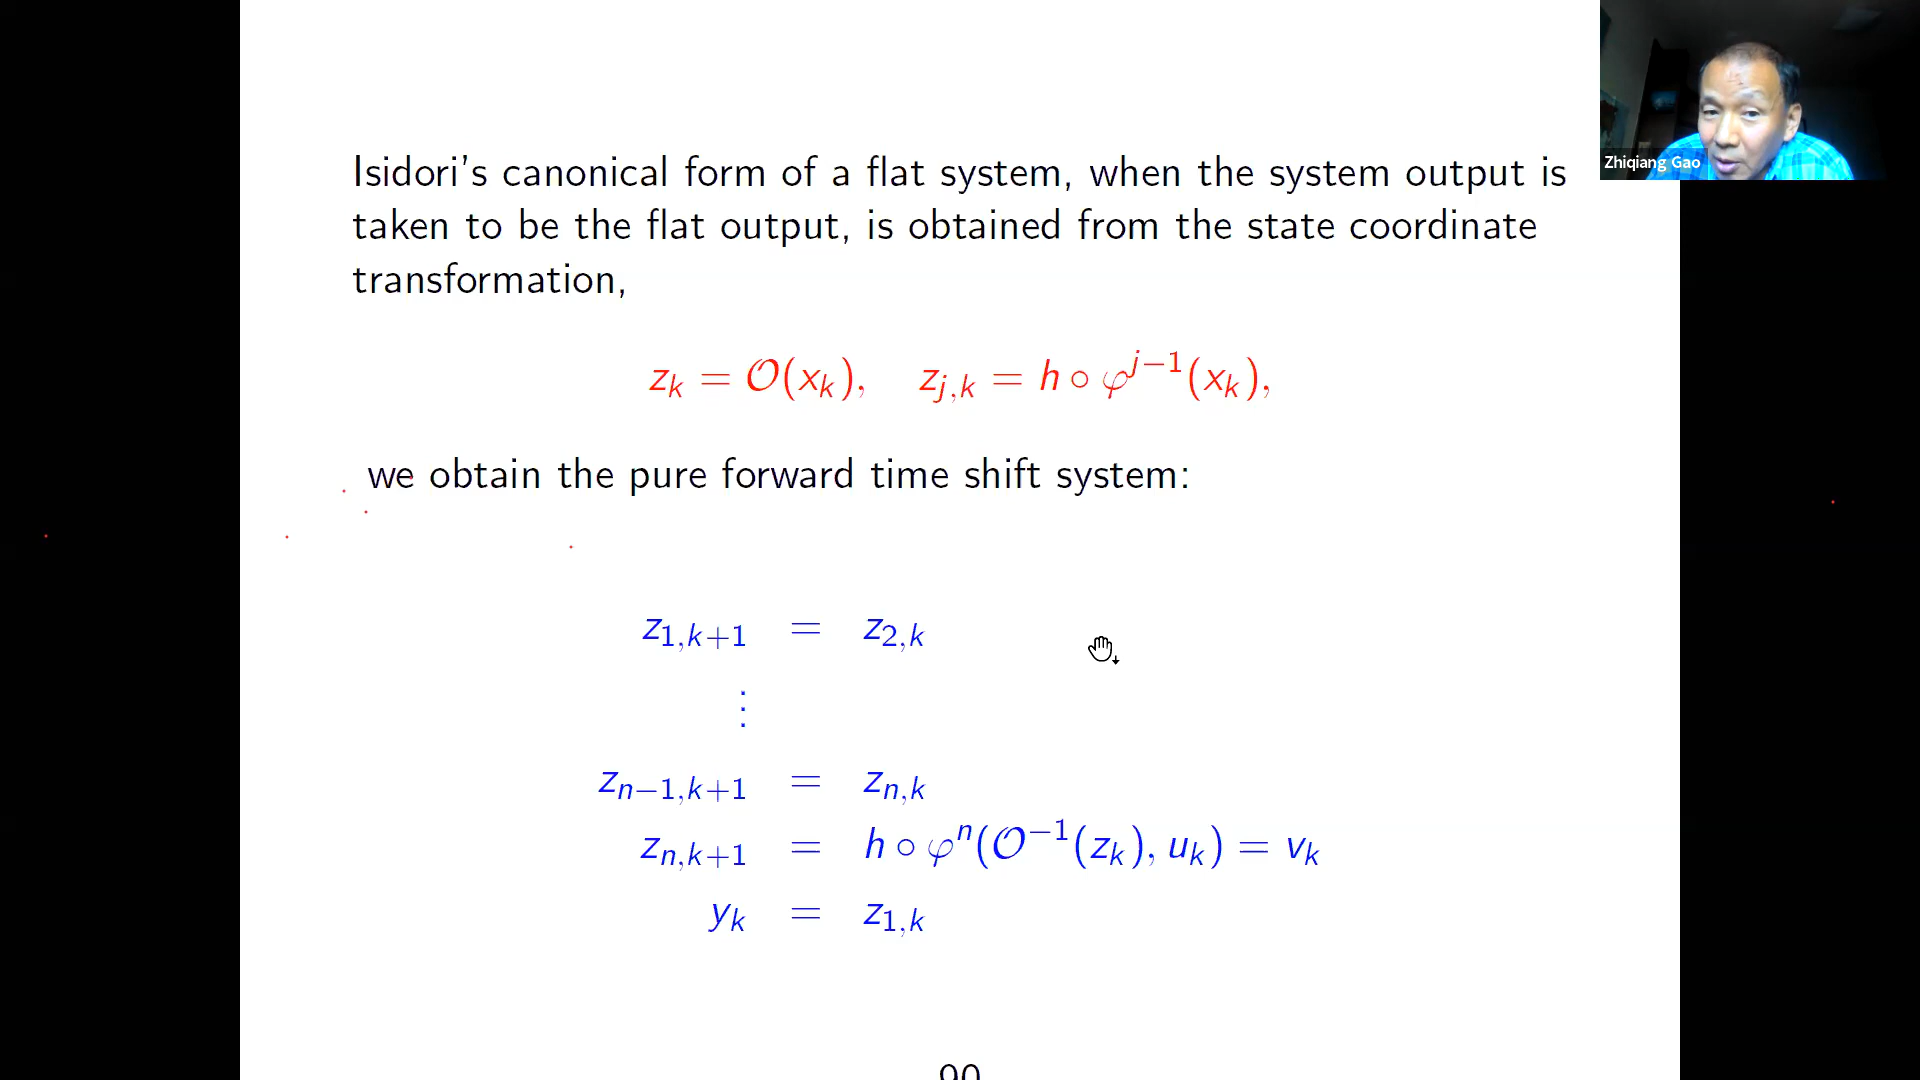 Zhiqiang Gao
Isidori's canonical form of a flat system, when the system output is
taken to be the flat output, is obtained from the state coordinate
transformation,
z_k = 𝒪(x_k), z_{j,k} = h ∘ φ^{j−1}(x_k),
we obtain the pure forward time shift system:
z_{1,k+1} = z_{2,k}
⋮
z_{n−1,k+1} = z_{n,k}
z_{n,k+1} = h ∘ φ^n(𝒪^{−1}(z_k), u_k) = v_k
y_k = z_{1,k}
90